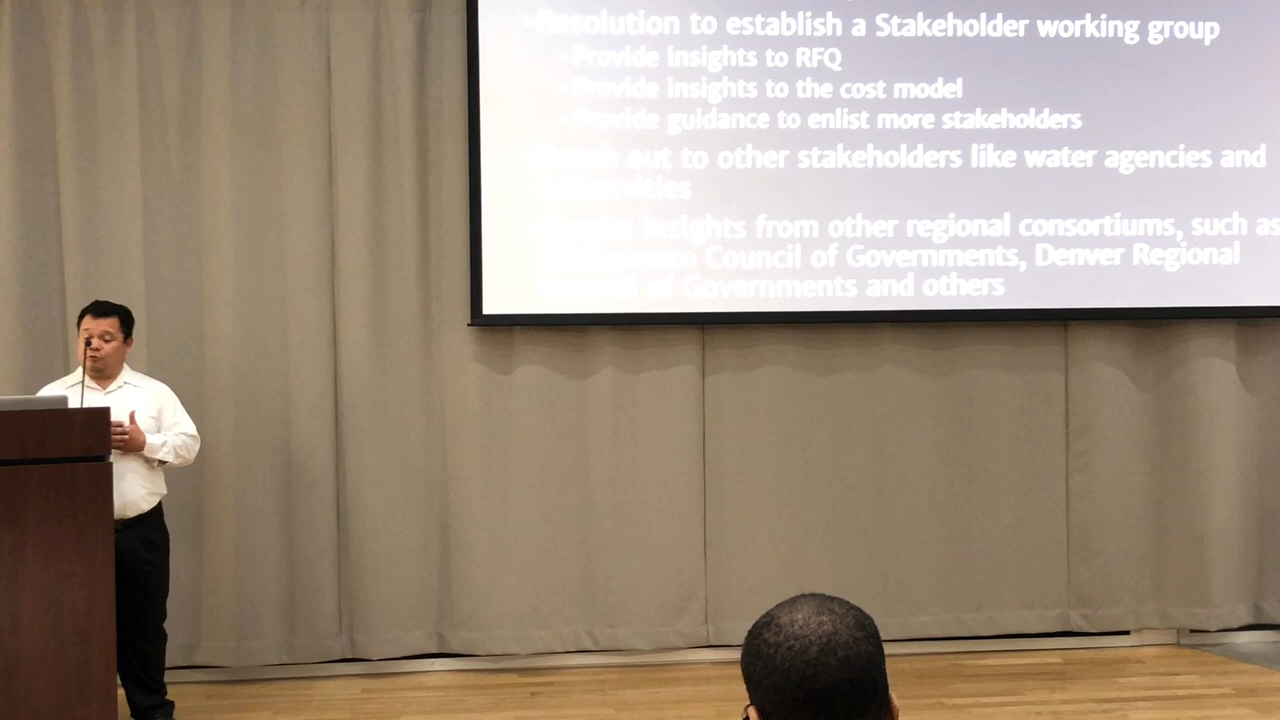 • Resolution to establish a Stakeholder working group
• Provide insights to RFQ
• Provide insights to the cost model
• Provide guidance to enlist more stakeholders
out to other stakeholders like water agencies and
insights from other regional consortiums, such as
Council of Governments, Denver Regional
of Governments and others